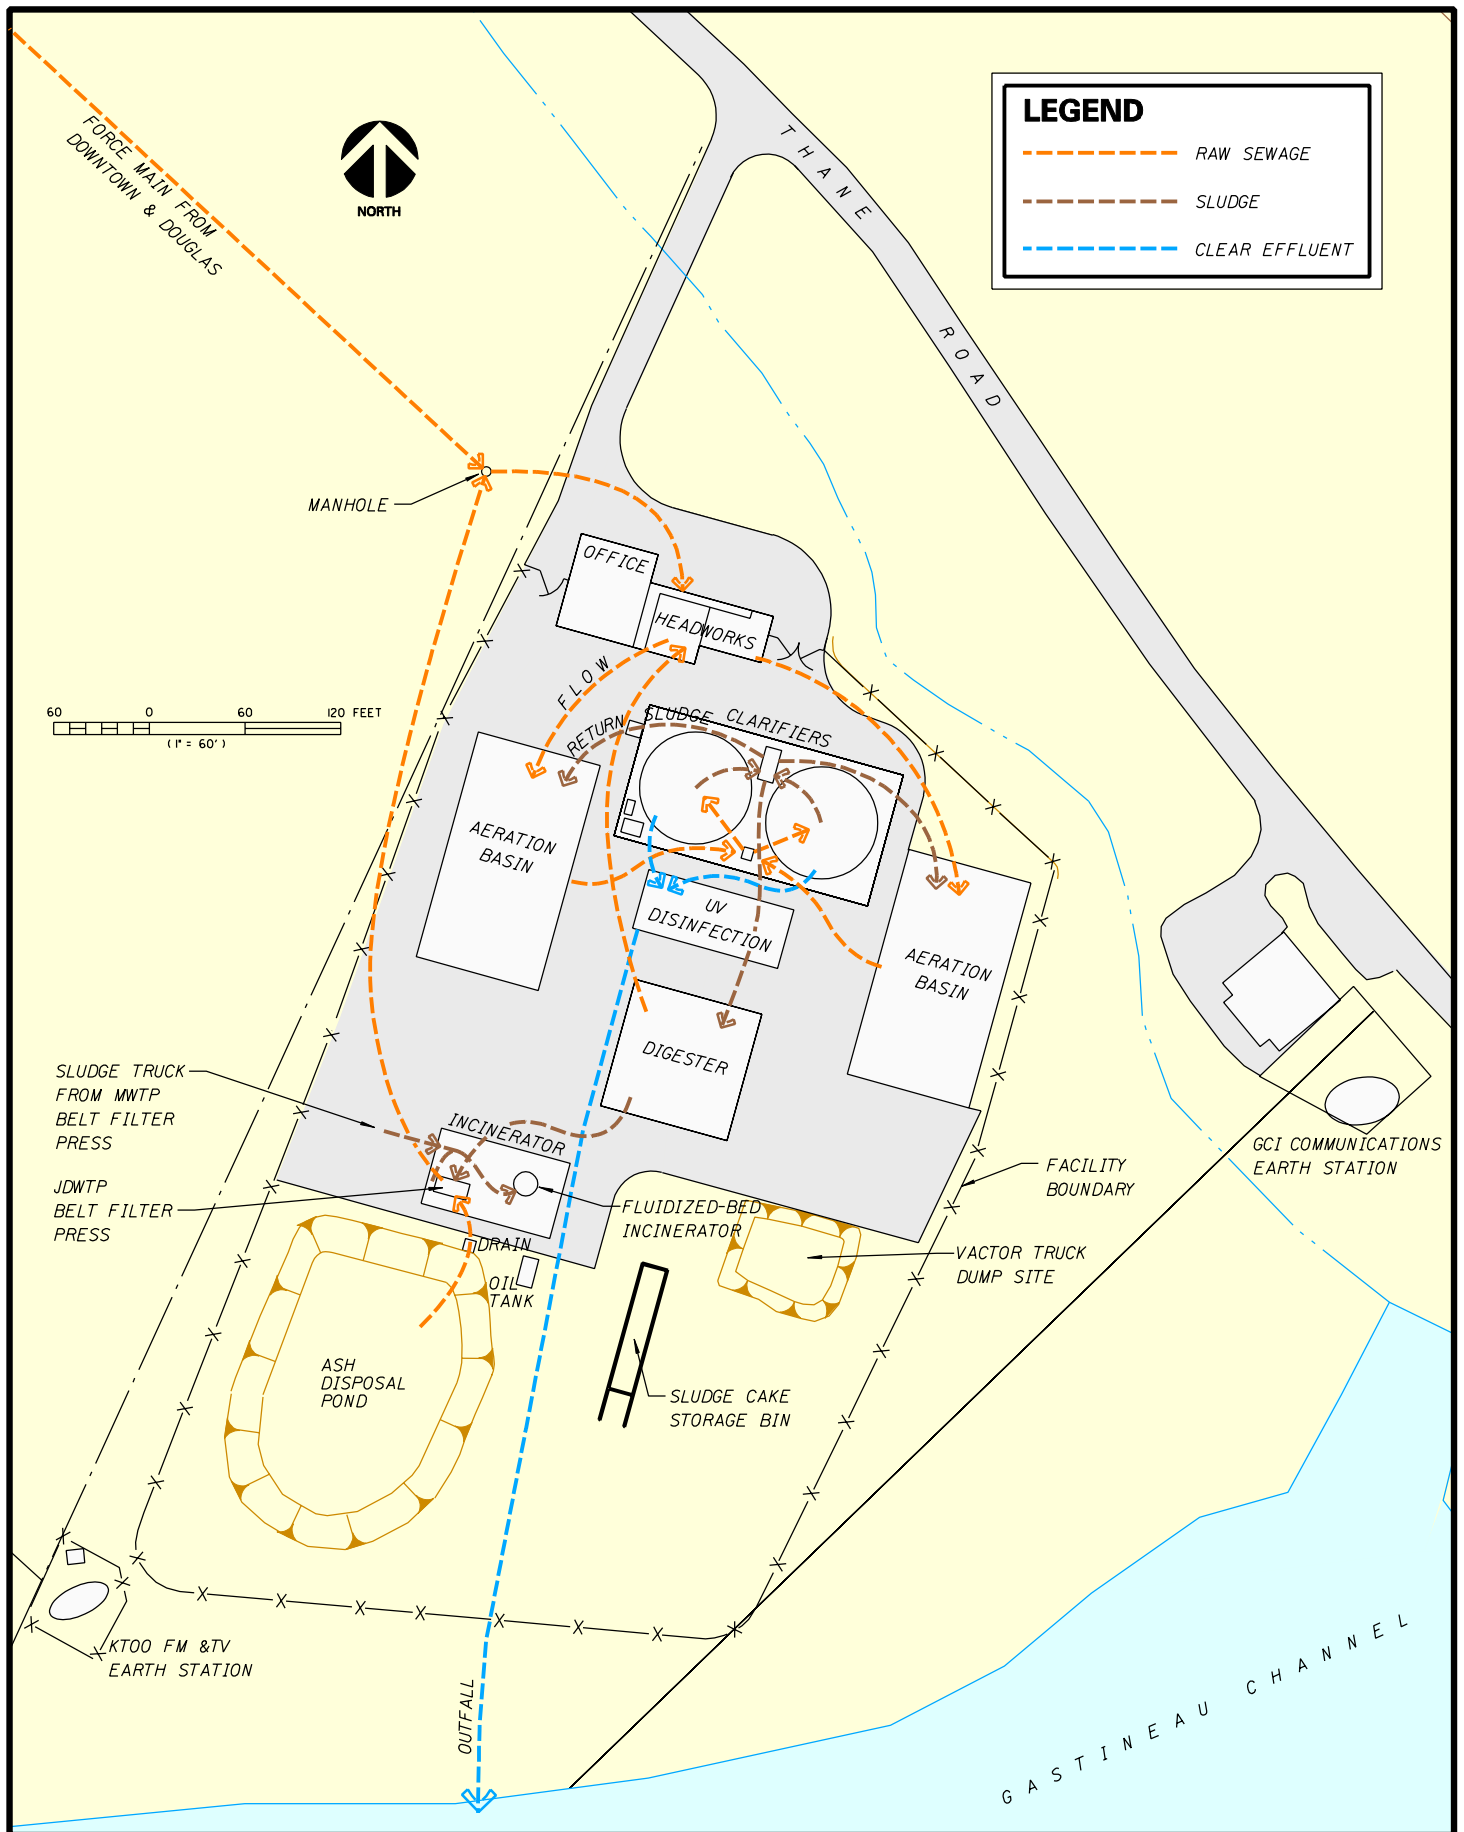 LEGEND
RAW SEWAGE
SLUDGE
CLEAR EFFLUENT
THANE ROAD
FORCE MAIN FROM
DOWNTOWN & DOUGLAS
NORTH
MANHOLE
OFFICE
HEADWORKS
FLOW
RETURN SLUDGE
CLARIFIERS
60 0 60 120 FEET
(1"= 60')
AERATION
BASIN
UV
DISINFECTION
AERATION
BASIN
DIGESTER
SLUDGE TRUCK
FROM MWTP
BELT FILTER
PRESS
INCINERATOR
JDWTP
BELT FILTER
PRESS
FLUIDIZED-BED
INCINERATOR
DRAIN
OIL
TANK
FACILITY
BOUNDARY
GCI COMMUNICATIONS
EARTH STATION
VACTOR TRUCK
DUMP SITE
ASH
DISPOSAL
POND
SLUDGE CAKE
STORAGE BIN
KTOO FM &TV
EARTH STATION
OUTFALL
GASTINEAU CHANNEL